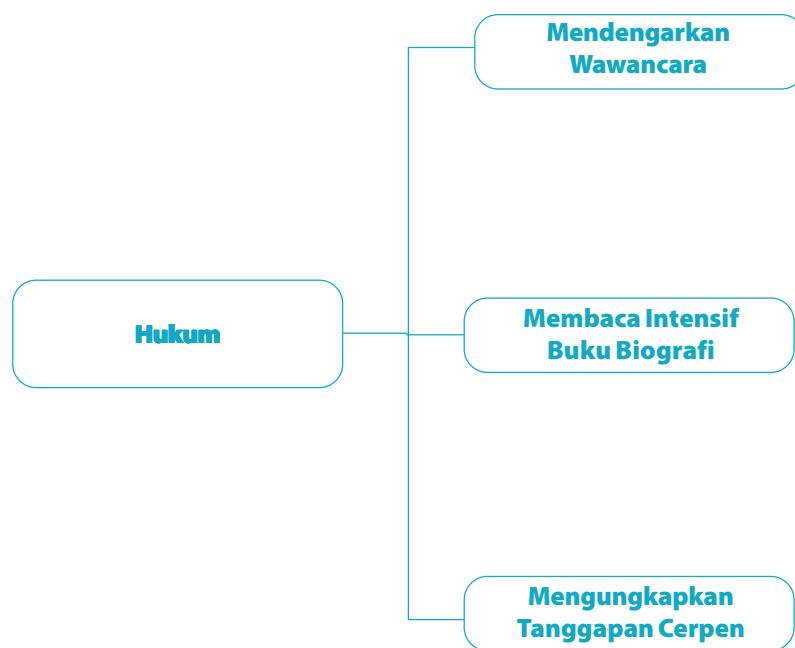 Mendengarkan
Wawancara
Hukum
Membaca Intensif
Buku Biografi
Mengungkapkan
Tanggapan Cerpen